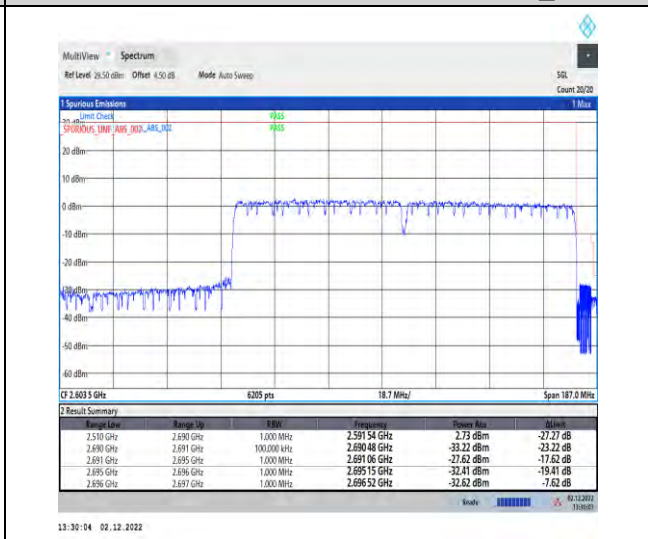 MultiView Spectrum
Ref Level 29.50 dBm Offset 4.50 dB Mode Auto Sweep SGL
Count 20/20
1 Spurious Emissions 1 Max
Limit Check PASS
SPURIOUS_LINE_ABS_002 PASS
20 dBm
10 dBm
0 dBm
-10 dBm
-20 dBm
-30 dBm
-40 dBm
-50 dBm
-60 dBm
CF 2.603 5 GHz 6205 pts 18.7 MHz/ Span 187.0 MHz
2 Result Summary
Range Low Range Up RBW Frequency Power Abs ΔLimit
2.510 GHz 2.690 GHz 1.000 MHz 2.591 54 GHz 2.73 dBm -27.27 dB
2.690 GHz 2.691 GHz 100.000 kHz 2.690 48 GHz -33.22 dBm -23.22 dB
2.691 GHz 2.695 GHz 1.000 MHz 2.691 06 GHz -27.62 dBm -17.62 dB
2.695 GHz 2.696 GHz 1.000 MHz 2.695 15 GHz -32.41 dBm -19.41 dB
2.696 GHz 2.697 GHz 1.000 MHz 2.696 52 GHz -32.62 dBm -7.62 dB
Ready 02.12.2022
13:30:03
13:30:04 02.12.2022